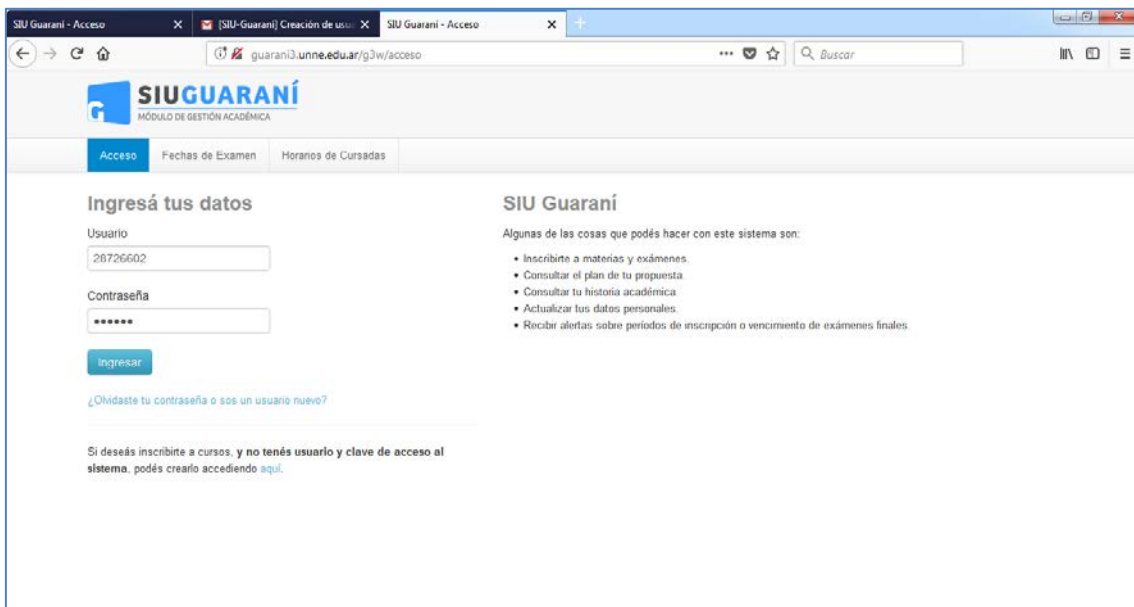 SIU Guaraní - Acceso
[SIU-Guaraní] Creación de usu
SIU Guaraní - Acceso
guarani3.unne.edu.ar/g3w/acceso
Buscar
G
SIUGUARANÍ
MÓDULO DE GESTIÓN ACADÉMICA
Acceso
Fechas de Examen
Horarios de Cursadas
Ingresá tus datos
Usuario
28726602
Contraseña
••••••
Ingresar
¿Olvidaste tu contraseña o sos un usuario nuevo?
Si deseás inscribirte a cursos, y no tenés usuario y clave de acceso al
sistema, podés crearlo accediendo aquí.
SIU Guaraní
Algunas de las cosas que podés hacer con este sistema son:
• Inscribirte a materias y exámenes.
• Consultar el plan de tu propuesta.
• Consultar tu historia académica.
• Actualizar tus datos personales.
• Recibir alertas sobre períodos de inscripción o vencimiento de exámenes finales.